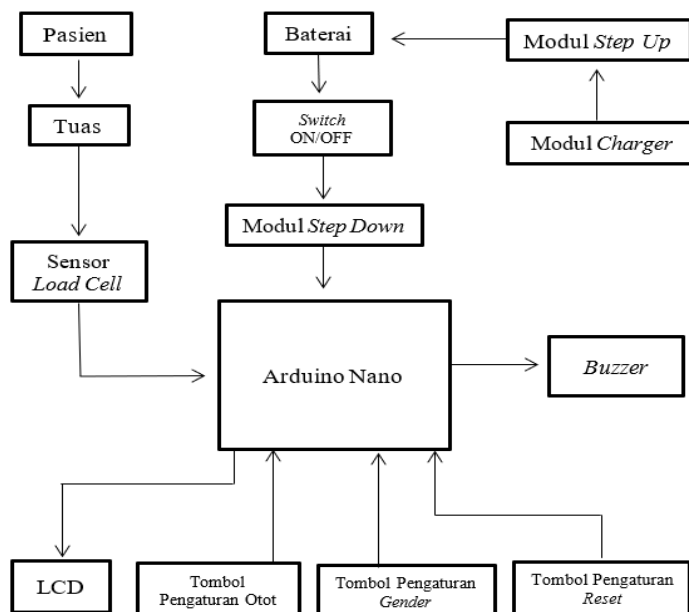 Pasien
Baterai
Modul Step Up
Tuas
Switch
ON/OFF
Modul Charger
Modul Step Down
Sensor
Load Cell
Arduino Nano
Buzzer
LCD
Tombol
Pengaturan Otot
Tombol Pengaturan
Gender
Tombol Pengaturan
Reset